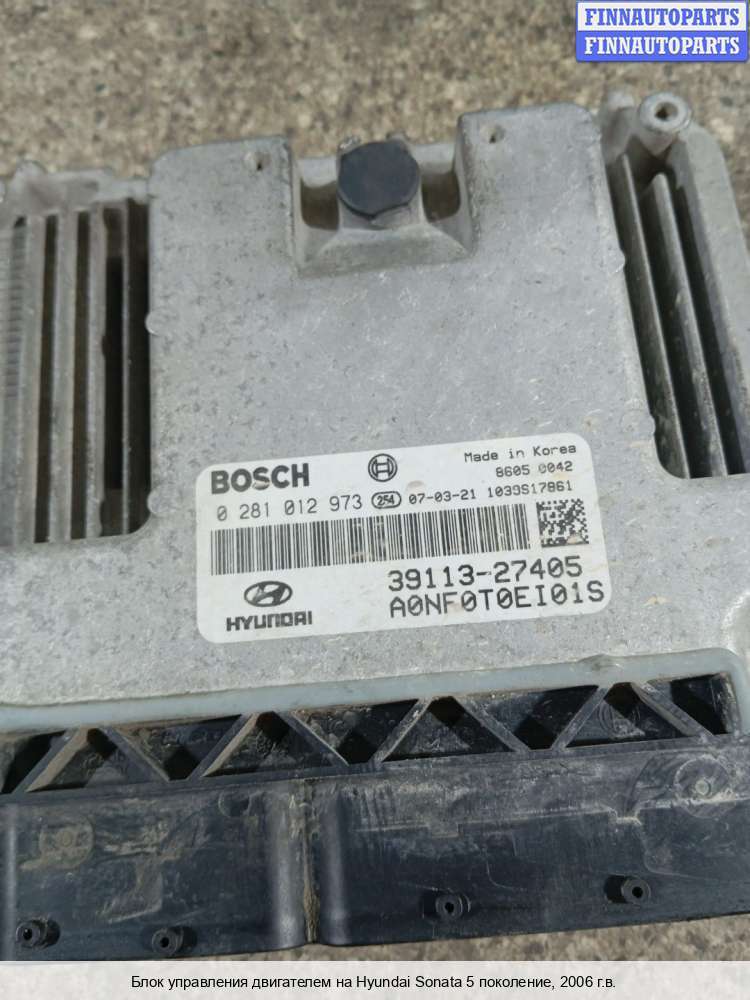 FINNAUTOPARTS
FINNAUTOPARTS
BOSCH
Made in Korea
8605 0042
0 281 012 973 254 07-03-21 1039S17861
39113-27405
A0NF0T0EI01S
HYUNDAI
Блок управления двигателем на Hyundai Sonata 5 поколение, 2006 г.в.